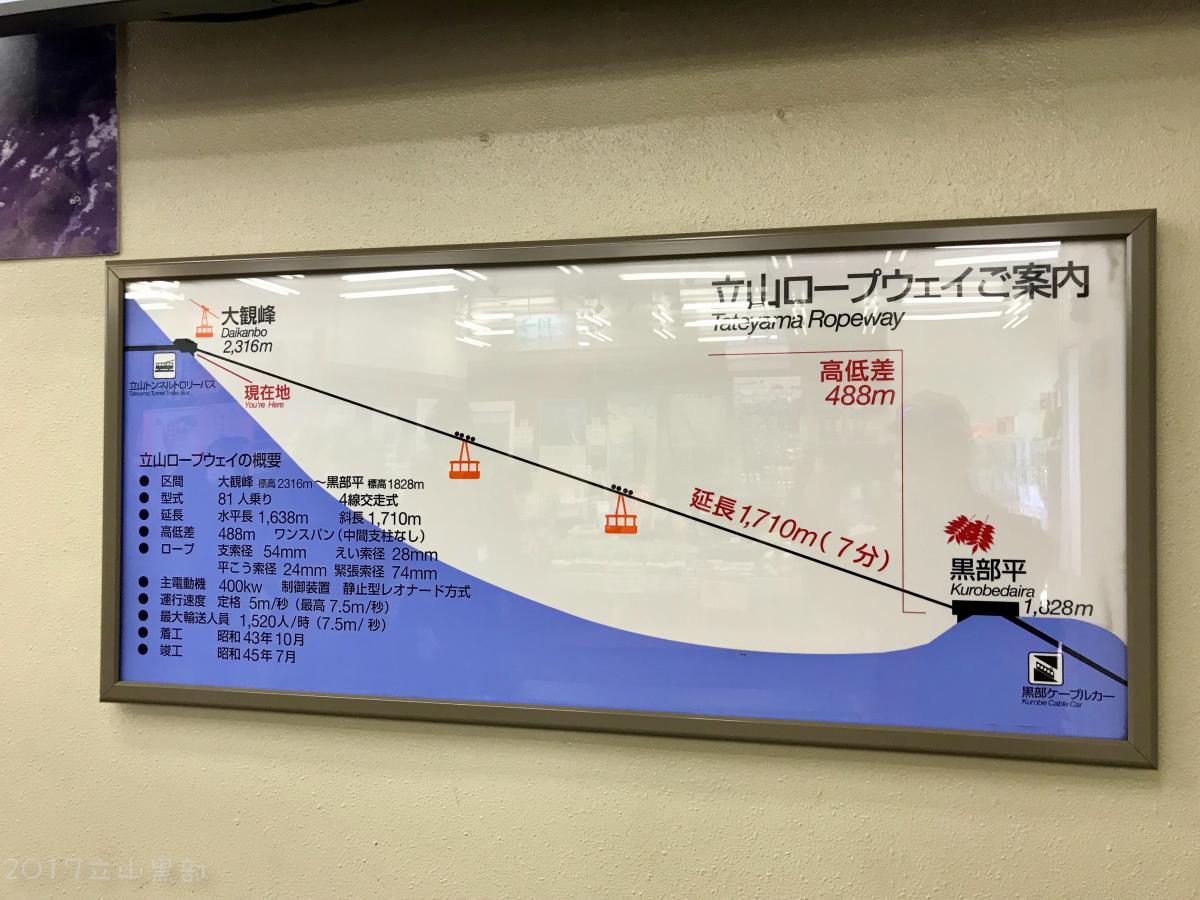 立山ロープウェイご案内
Tateyama Ropeway
大観峰
Daikanbo
2,316m
立山トンネルトロリーバス
Tateyama Tunnel Trolley Bus
現在地
You're Here
高低差
488m
延長1,710m(7分)
黒部平
Kurobedaira
1,828m
黒部ケーブルカー
Kurobe Cable Car
立山ロープウェイの概要
● 区間 大観峰 標高2316m～黒部平 標高1828m
● 型式 81人乗り 4線交走式
● 延長 水平長 1,638m 斜長 1,710m
● 高低差 488m ワンスパン(中間支柱なし)
● ロープ 支索径 54mm えい索径 28mm
平こう索径 24mm 緊張索径 74mm
● 主電動機 400kw 制御装置 静止型レオナード方式
● 運行速度 定格 5m/秒(最高 7.5m/秒)
● 最大輸送人員 1,520人/時(7.5m/秒)
● 着工 昭和43年10月
● 竣工 昭和45年7月
2017立山黒部